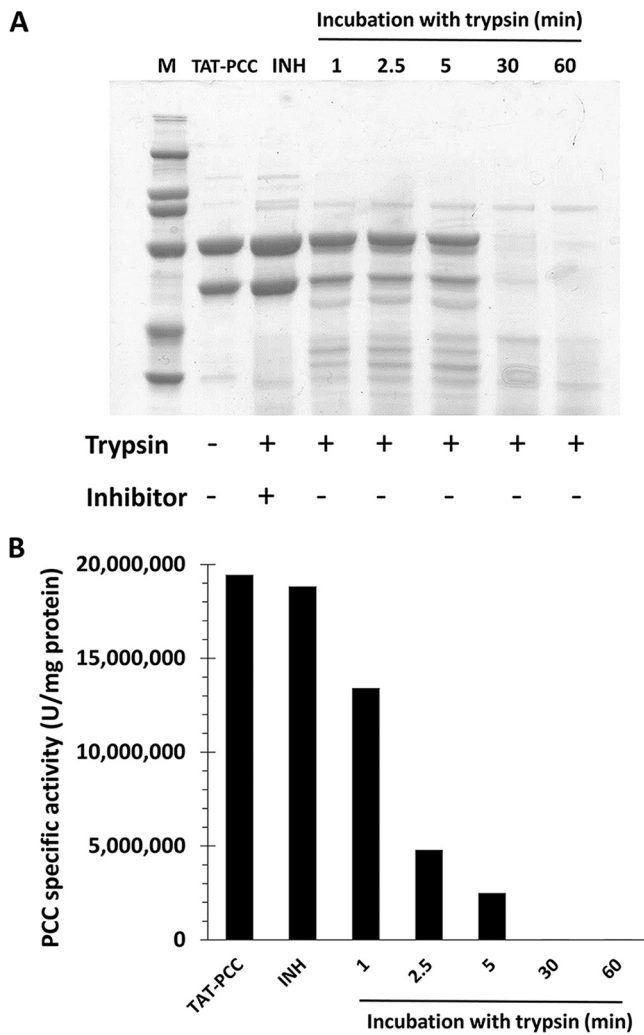 A
Incubation with trypsin (min)
M TAT-PCC INH 1 2.5 5 30 60
Trypsin - + + + + + +
Inhibitor - + - - - - -
B
PCC specific activity (U/mg protein)
20,000,000
15,000,000
10,000,000
5,000,000
0
TAT-PCC INH 1 2.5 5 30 60
Incubation with trypsin (min)